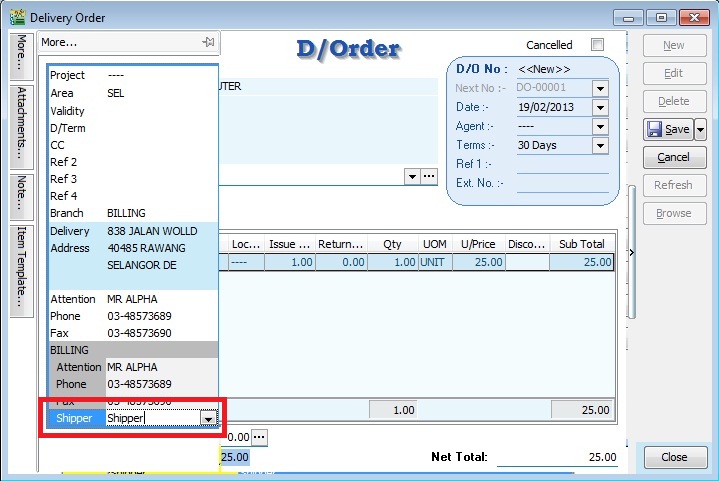 Delivery Order
More...
D/Order
Cancelled
New
Edit
Delete
Save
Cancel
Refresh
Browse
Close
More...
Attachments...
Note...
Item Template...
Project ----
Area SEL
Validity
D/Term
CC
Ref 2
Ref 3
Ref 4
Branch BILLING
Delivery 838 JALAN WOLLD
Address 40485 RAWANG
SELANGOR DE
Attention MR ALPHA
Phone 03-48573689
Fax 03-48573690
BILLING
Attention MR ALPHA
Phone 03-48573689
Fax 03-48573690
Shipper Shipper
UTER
D/O No : <<New>>
Next No : DO-00001
Date :- 19/02/2013
Agent :- ----
Terms :- 30 Days
Ref 1 :-
Ext. No. :-
Loc... Issue ... Return... Qty UOM U/Price Disco... Sub Total
---- 1.00 0.00 1.00 UNIT 25.00 25.00
1.00 25.00
0.00 ...
25.00 Net Total: 25.00